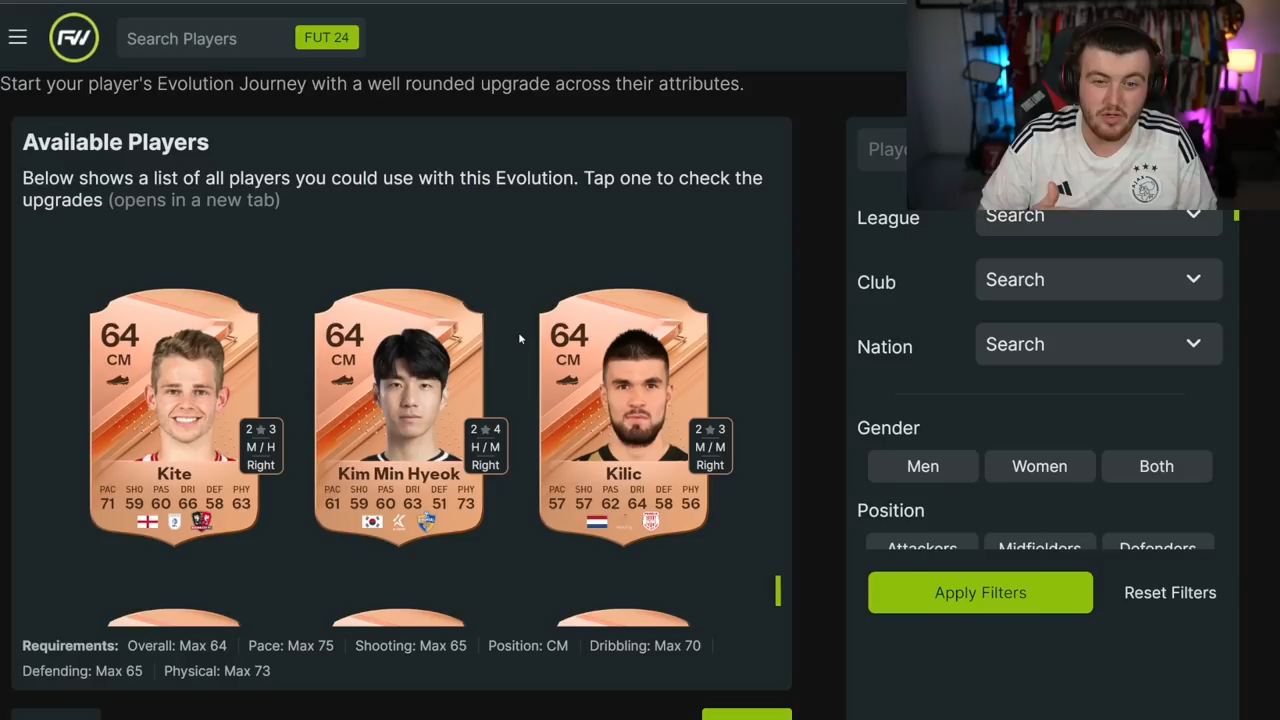 FW
Search Players
FUT 24
Start your player's Evolution Journey with a well rounded upgrade across their attributes.
Available Players
Below shows a list of all players you could use with this Evolution. Tap one to check the
upgrades (opens in a new tab)
64
CM
2 ★ 3
M / H
Right
Kite
PAC SHO PAS DRI DEF PHY
71 59 60 66 58 63
64
CM
2 ★ 4
H / M
Right
Kim Min Hyeok
PAC SHO PAS DRI DEF PHY
61 59 60 63 51 73
64
CM
2 ★ 3
M / M
Right
Kilic
PAC SHO PAS DRI DEF PHY
57 57 62 64 58 56
Requirements: Overall: Max 64 Pace: Max 75 Shooting: Max 65 Position: CM Dribbling: Max 70
Defending: Max 65 Physical: Max 73
League
Search
Club
Search
Nation
Search
Gender
Men
Women
Both
Position
Attackers
Midfielders
Defenders
Apply Filters
Reset Filters